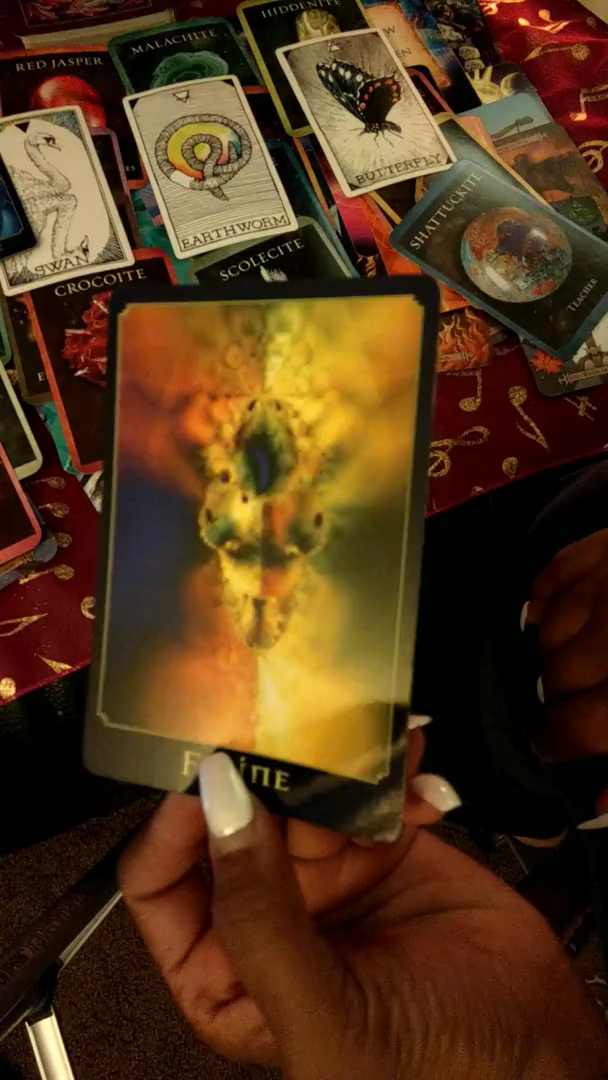 HIDDENITE
MALACHITE
RED JASPER
BUTTERFLY
EARTHWORM
SHATTUCKITE
TEACHER
SWAN
SCOLECITE
CROCOITE